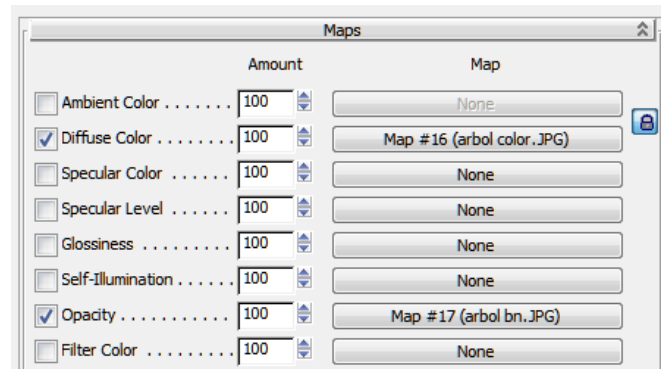 Maps
Amount Map
Ambient Color . . . . . . . 100 None
Diffuse Color . . . . . . . . 100 Map #16 (arbol color.JPG)
Specular Color . . . . . . 100 None
Specular Level . . . . . . 100 None
Glossiness . . . . . . . . . 100 None
Self-Illumination . . . . . . 100 None
Opacity . . . . . . . . . . . 100 Map #17 (arbol bn.JPG)
Filter Color . . . . . . . . . 100 None